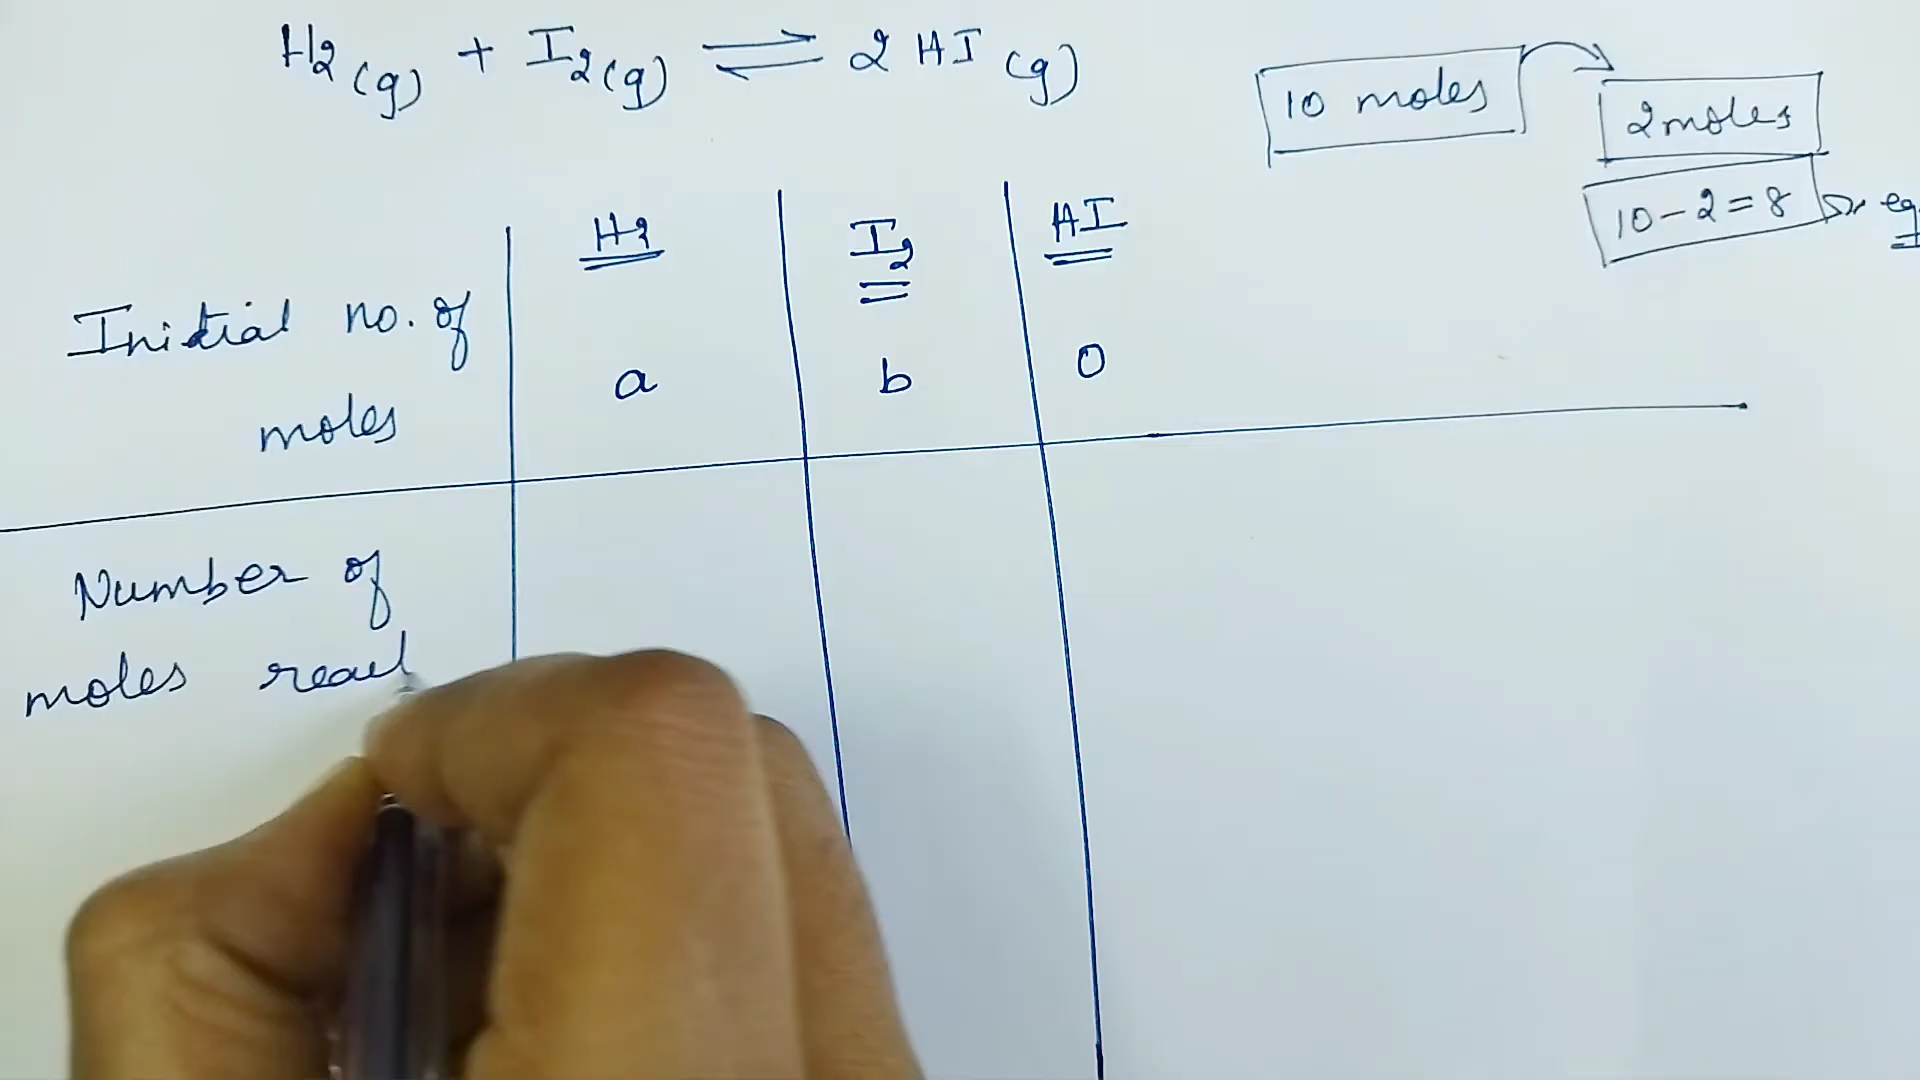 H2(g) + I2(g) ⇌ 2 HI (g)
10 moles
2 moles
10 - 2 = 8
H2 I2 HI
Initial no. of
moles
a b 0
Number of
moles